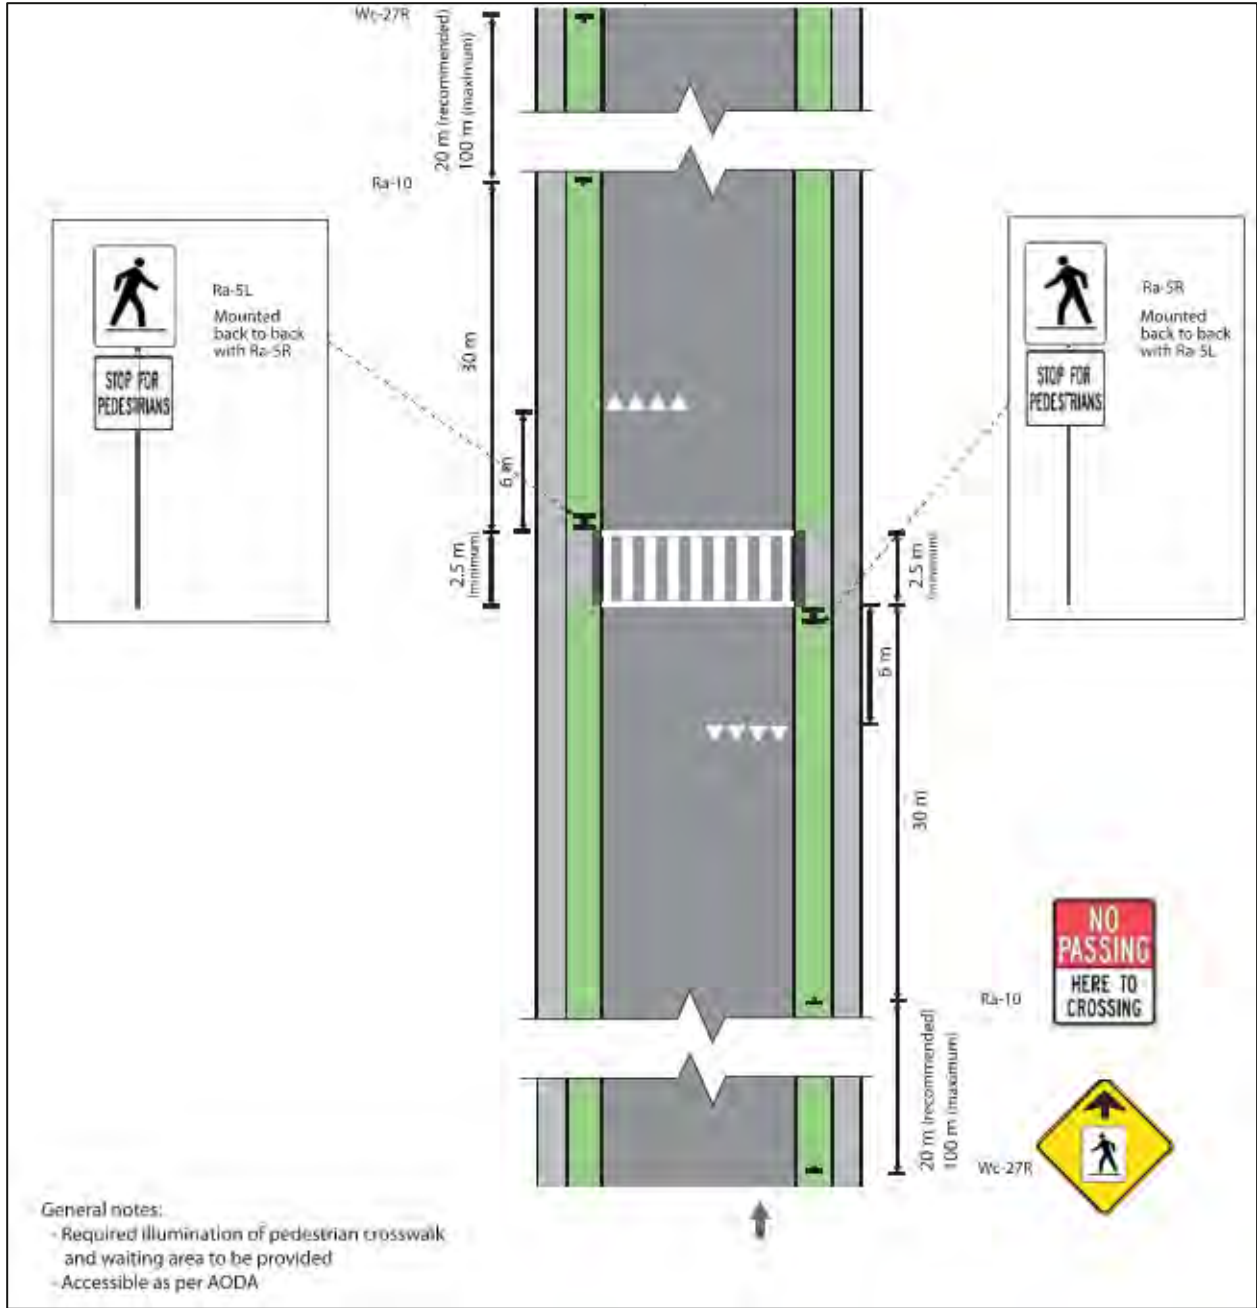 Wc-27R
20 m (recommended)
100 m (maximum)
Ra-10
30 m
6 m
2.5 m
(minimum)
Ra-5L
Mounted
back to back
with Ra-5R
STOP FOR
PEDESTRIANS
Ra-5R
Mounted
back to back
with Ra-5L
STOP FOR
PEDESTRIANS
2.5 m
(minimum)
6 m
30 m
Ra-10
NO
PASSING
HERE TO
CROSSING
20 m (recommended)
100 m (maximum)
Wc-27R
General notes:
- Required illumination of pedestrian crosswalk
and waiting area to be provided
- Accessible as per AODA